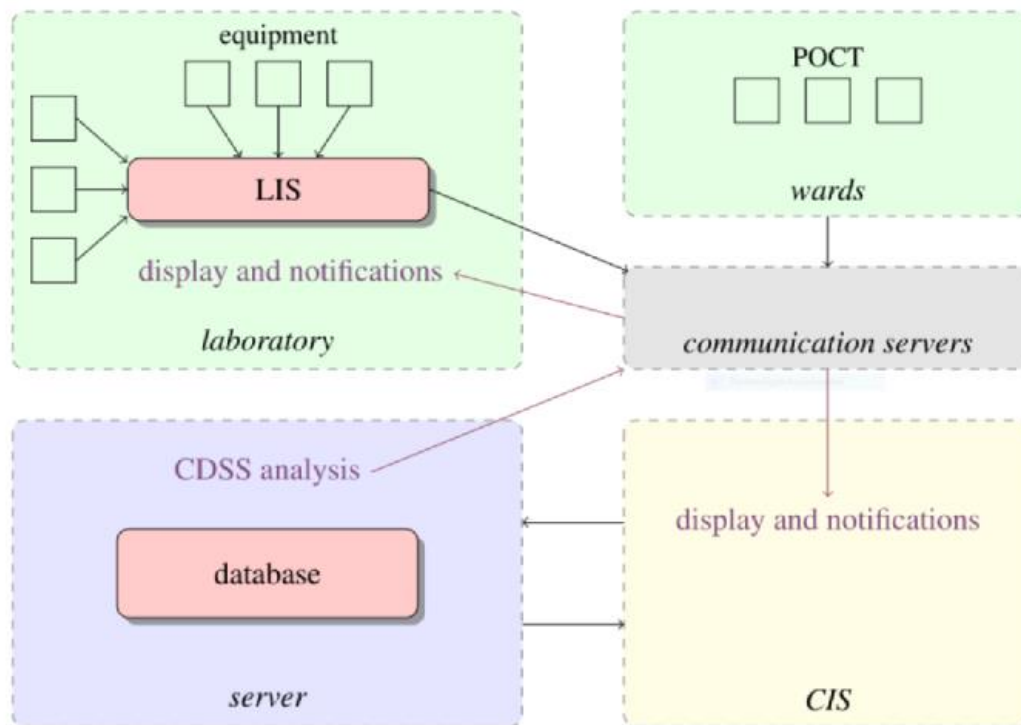 equipment
LIS
display and notifications
laboratory
POCT
wards
communication servers
CDSS analysis
database
server
display and notifications
CIS